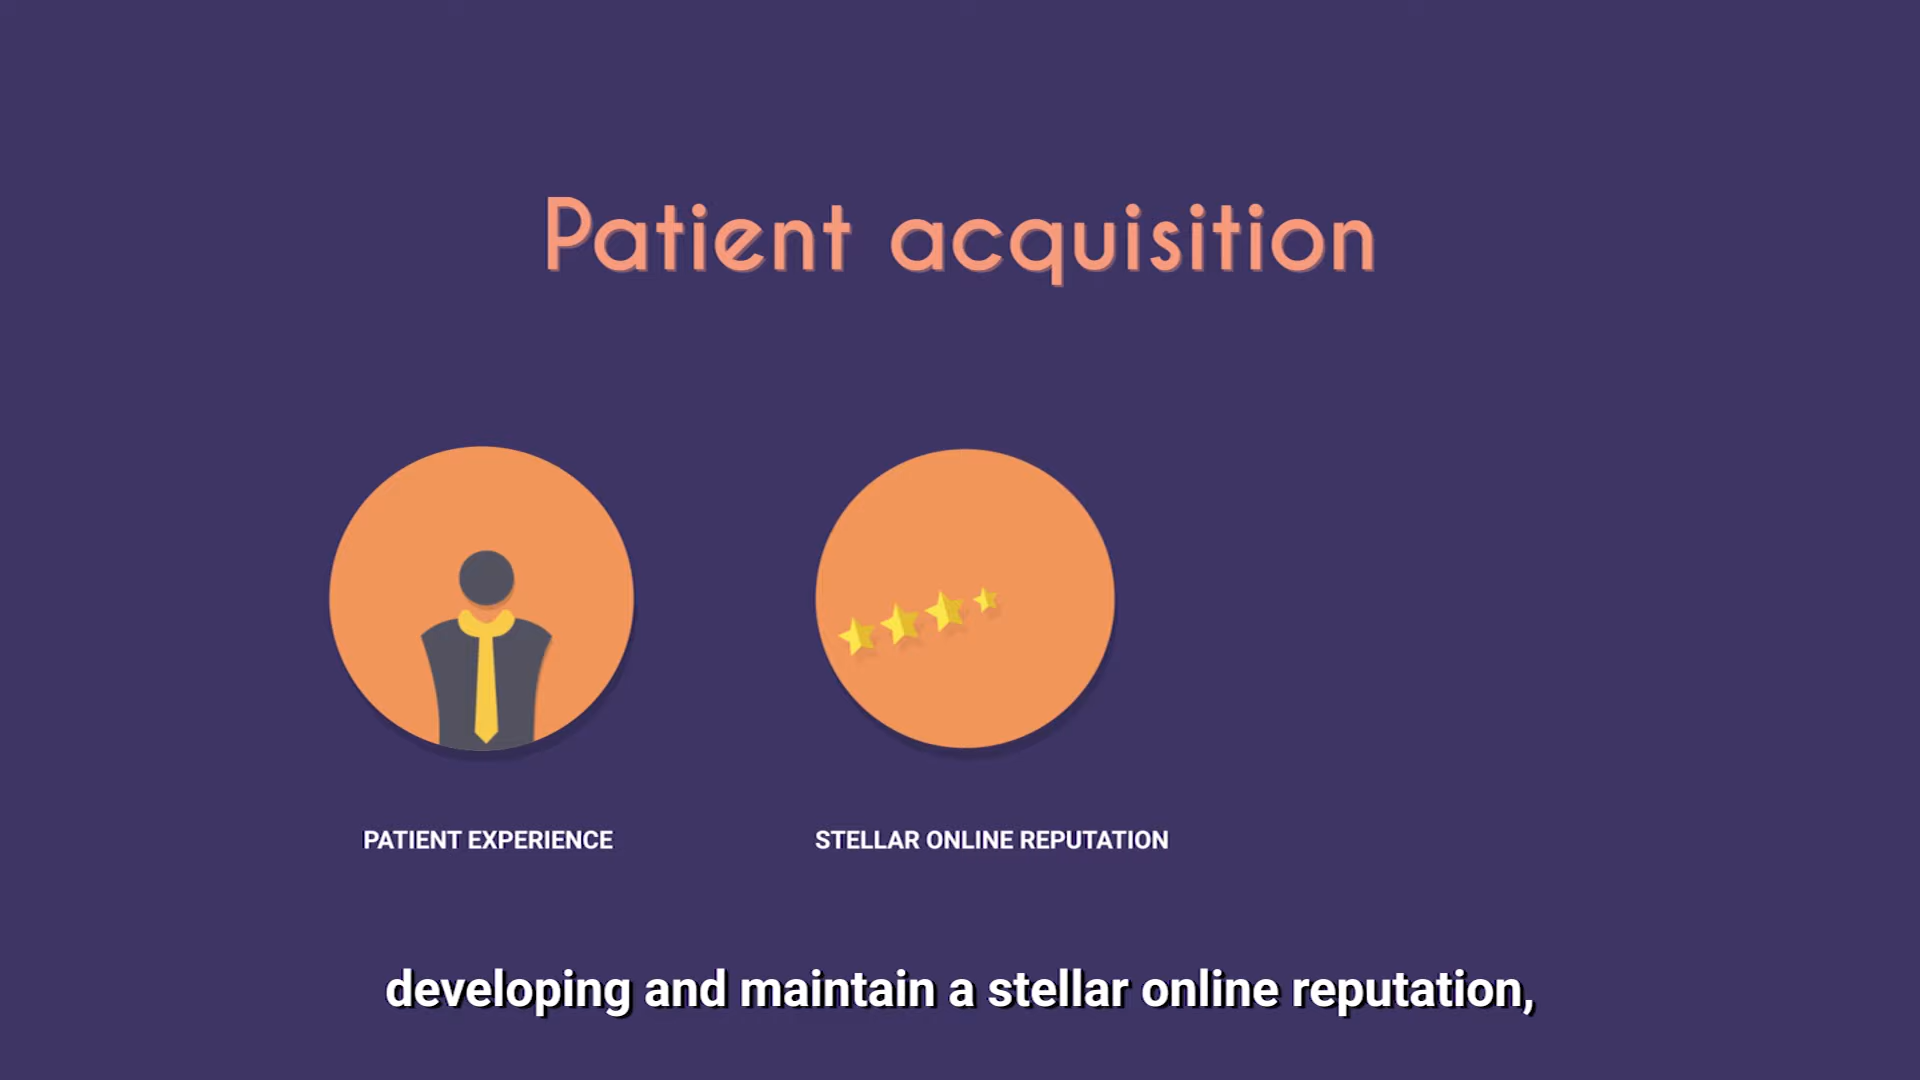 Patient acquisition
PATIENT EXPERIENCE
STELLAR ONLINE REPUTATION
developing and maintain a stellar online reputation,